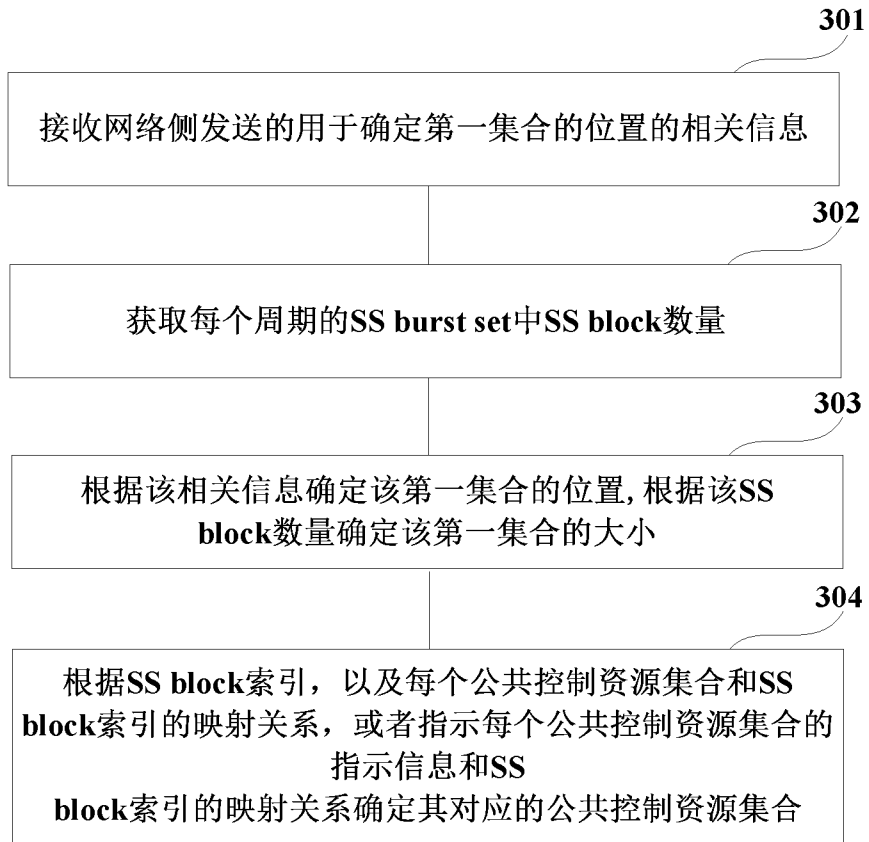 301
接收网络侧发送的用于确定第一集合的位置的相关信息
302
获取每个周期的SS burst set中SS block数量
303
根据该相关信息确定该第一集合的位置,根据该SS
block数量确定该第一集合的大小
304
根据SS block索引，以及每个公共控制资源集合和SS
block索引的映射关系，或者指示每个公共控制资源集合的
指示信息和SS
block索引的映射关系确定其对应的公共控制资源集合